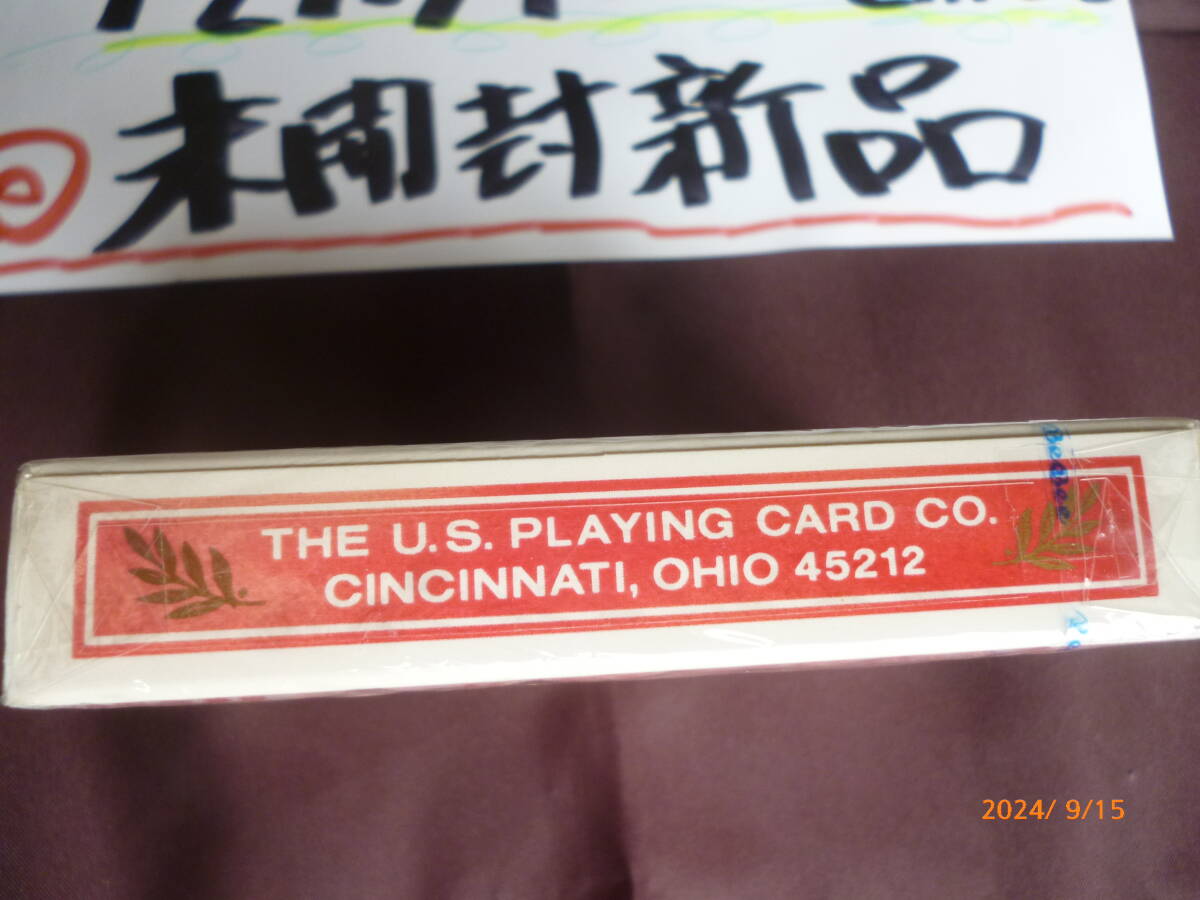 未開封新品
THE U.S. PLAYING CARD CO.
CINCINNATI, OHIO 45212
2024/ 9/15